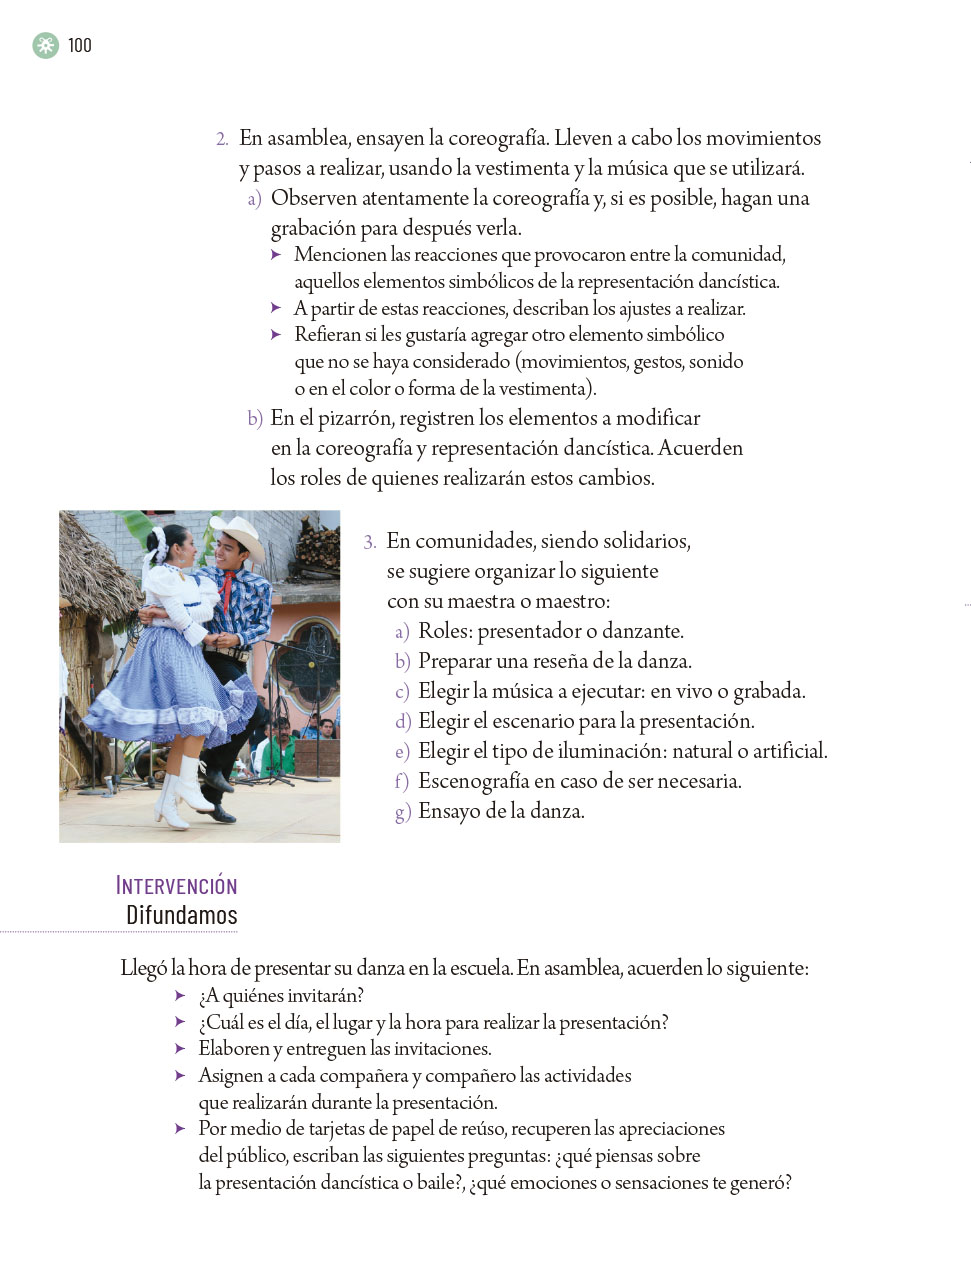 100
2. En asamblea, ensayen la coreografía. Lleven a cabo los movimientos
y pasos a realizar, usando la vestimenta y la música que se utilizará.
a) Observen atentamente la coreografía y, si es posible, hagan una
grabación para después verla.
➤ Mencionen las reacciones que provocaron entre la comunidad,
aquellos elementos simbólicos de la representación dancística.
➤ A partir de estas reacciones, describan los ajustes a realizar.
➤ Refieran si les gustaría agregar otro elemento simbólico
que no se haya considerado (movimientos, gestos, sonido
o en el color o forma de la vestimenta).
b) En el pizarrón, registren los elementos a modificar
en la coreografía y representación dancística. Acuerden
los roles de quienes realizarán estos cambios.
3. En comunidades, siendo solidarios,
se sugiere organizar lo siguiente
con su maestra o maestro:
a) Roles: presentador o danzante.
b) Preparar una reseña de la danza.
c) Elegir la música a ejecutar: en vivo o grabada.
d) Elegir el escenario para la presentación.
e) Elegir el tipo de iluminación: natural o artificial.
f) Escenografía en caso de ser necesaria.
g) Ensayo de la danza.
Intervención
Difundamos
Llegó la hora de presentar su danza en la escuela. En asamblea, acuerden lo siguiente:
➤ ¿A quiénes invitarán?
➤ ¿Cuál es el día, el lugar y la hora para realizar la presentación?
➤ Elaboren y entreguen las invitaciones.
➤ Asignen a cada compañera y compañero las actividades
que realizarán durante la presentación.
➤ Por medio de tarjetas de papel de reúso, recuperen las apreciaciones
del público, escriban las siguientes preguntas: ¿qué piensas sobre
la presentación dancística o baile?, ¿qué emociones o sensaciones te generó?